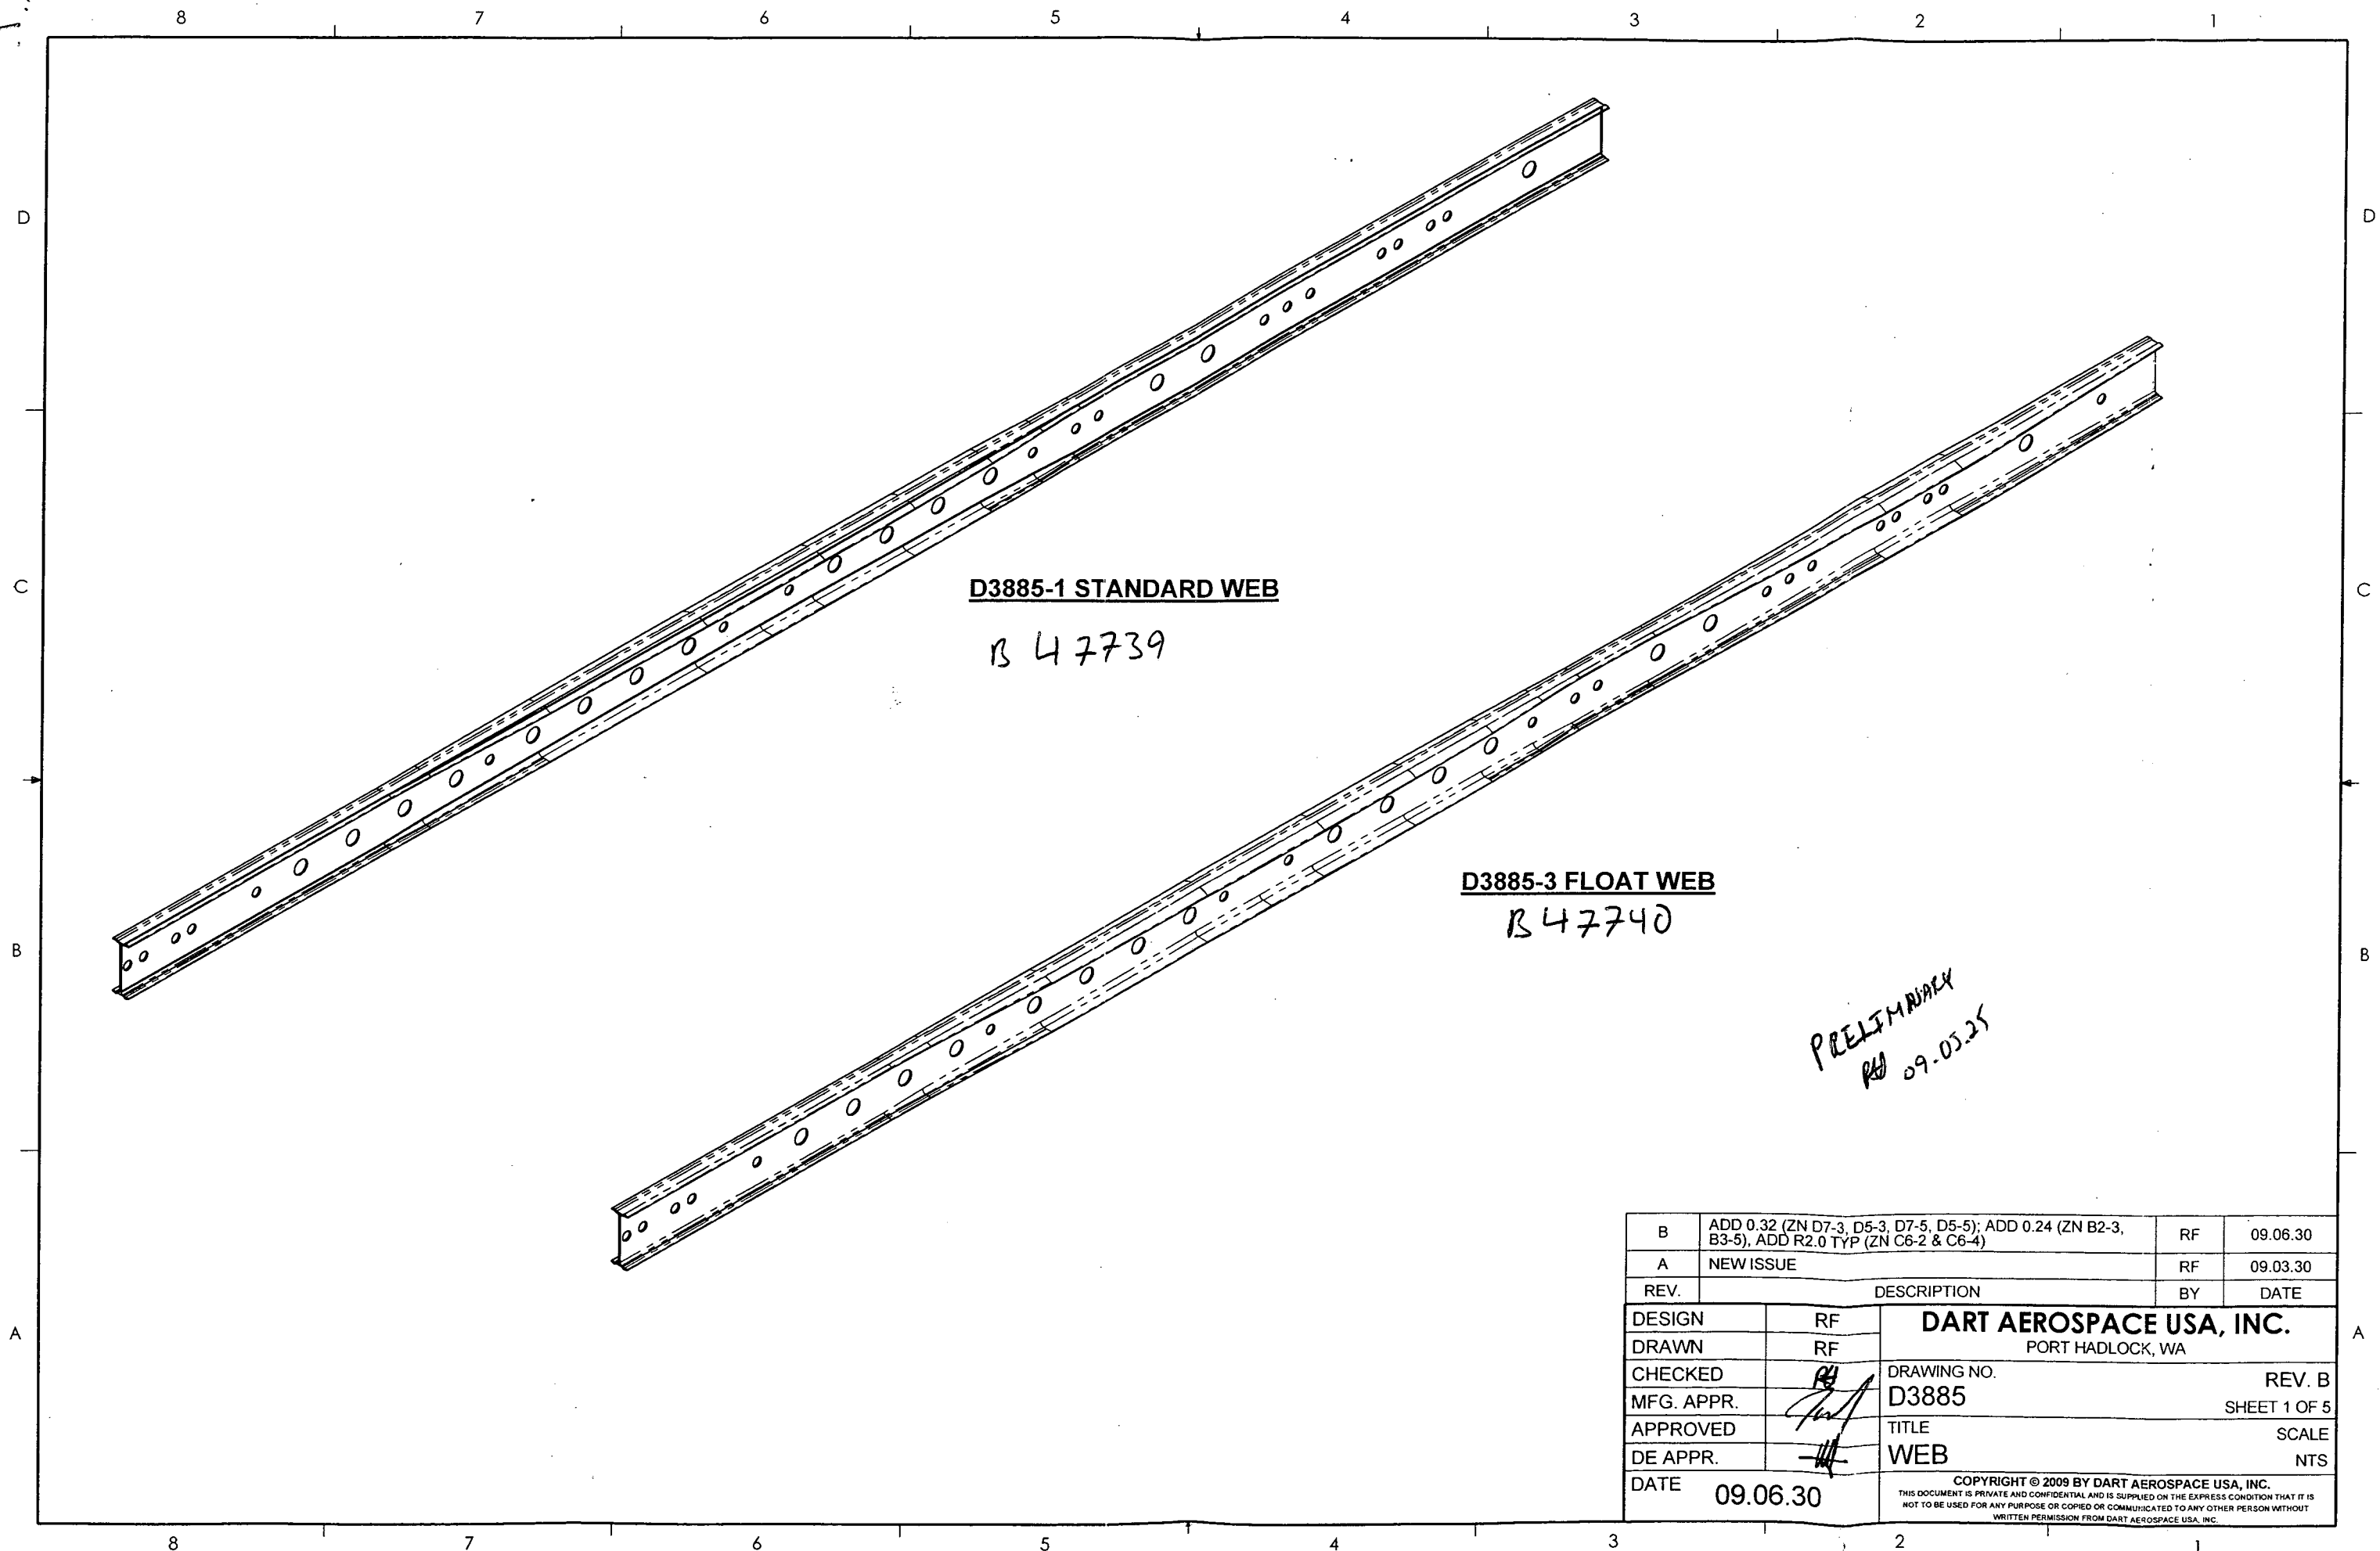 8 7 6 5 4 3 2 1
D D
D3885-1 STANDARD WEB
B 47739
C C
D3885-3 FLOAT WEB
B 47740
B B
PRELIMINARY
09.05.25
B ADD 0.32 (ZN D7-3, D5-3, D7-5, D5-5); ADD 0.24 (ZN B2-3, B3-5), ADD R2.0 TYP (ZN C6-2 & C6-4) RF 09.06.30
A NEW ISSUE RF 09.03.30
REV. DESCRIPTION BY DATE
A A
DESIGN RF
DRAWN RF
CHECKED
MFG. APPR.
APPROVED
DE APPR.
DATE 09.06.30
DART AEROSPACE USA, INC.
PORT HADLOCK, WA
DRAWING NO. REV. B
D3885 SHEET 1 OF 5
TITLE SCALE
WEB NTS
COPYRIGHT © 2009 BY DART AEROSPACE USA, INC.
THIS DOCUMENT IS PRIVATE AND CONFIDENTIAL AND IS SUPPLIED ON THE EXPRESS CONDITION THAT IT IS
NOT TO BE USED FOR ANY PURPOSE OR COPIED OR COMMUNICATED TO ANY OTHER PERSON WITHOUT
WRITTEN PERMISSION FROM DART AEROSPACE USA, INC.
8 7 6 5 4 3 2 1